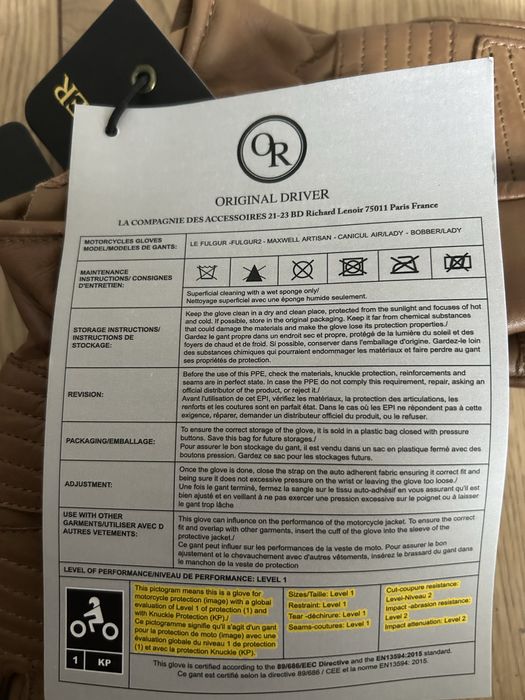 ER
OR
ORIGINAL DRIVER
LA COMPAGNIE DES ACCESSOIRES 21-23 BD Richard Lenoir 75011 Paris France
MOTORCYCLES GLOVES
MODEL/MODELES DE GANTS:
LE FULGUR -FULGUR2 - MAXWELL ARTISAN - CANICUL AIR/LADY - BOBBER/LADY
MAINTENANCE
INSTRUCTIONS/ CONSIGNES
D'ENTRETIEN:
Superficial cleaning with a wet sponge only/
Nettoyage superficiel avec une éponge humide seulement.
STORAGE INSTRUCTIONS/
INSTRUCTIONS DE
STOCKAGE:
Keep the glove clean in a dry and clean place, protected from the sunlight and focuses of hot
and cold. If possible, store in the original packaging. Keep it far from chemical substances
that could damage the materials and make the glove lose its protection properties./
Gardez le gant propre dans un endroit sec et propre, protégé de la lumière du soleil et des
foyers de chaud et de froid. Si possible, conserver dans l'emballage d'origine. Gardez-le loin
des substances chimiques qui pourraient endommager les matériaux et faire perdre au gant
ses propriétés de protection.
REVISION:
Before the use of this PPE, check the materials, knuckle protection, reinforcements and
seams are in perfect state. In case the PPE do not comply this requirement, repair, asking an
official distributor of the product, or reject it./
Avant l'utilisation de cet EPI, vérifiez les matériaux, la protection des articulations, les
renforts et les coutures sont en parfait état. Dans le cas où les EPI ne répondent pas à cette
exigence, réparer, demander un distributeur officiel du produit, ou le refuser.
PACKAGING/EMBALLAGE:
To ensure the correct storage of the glove, it is sold in a plastic bag closed with pressure
buttons. Save this bag for future storages./
Pour assurer le bon stockage du gant, il est vendu dans un sac en plastique fermé avec des
boutons pression. Gardez ce sac pour les stockages futurs.
ADJUSTMENT:
Once the glove is done, close the strap on the auto adherent fabric ensuring it correct fit and
being sure it does not excessive pressure on the wrist or leaving the glove too loose./
Une fois le gant terminé, fermez la sangle sur le tissu auto-adhésif en vous assurant qu'il est
bien ajusté et en veillant à ne pas exercer une pression excessive sur le poignet ou à laisser
le gant trop lâche
USE WITH OTHER
GARMENTS/UTILISER AVEC D
AUTRES VETEMENTS:
This glove can influence on the performance of the motorcycle jacket. To ensure the correct
fit and overlap with other garments, insert the cuff of the glove into the sleeve of the
protective jacket./
Ce gant peut influer sur les performances de la veste de moto. Pour assurer le bon
ajustement et le chevauchement avec d'autres vêtements, insérez le brassard du gant dans
le manchon de la veste de protection
LEVEL OF PERFORMANCE/NIVEAU DE PERFORMANCE: LEVEL 1
1 KP
This pictogram means this is a glove for
motorcycle protection (image) with a global
evaluation of Level 1 of protection (1) and
with Knuckle Protection (KP)./
Ce pictogramme signifie qu'il s'agit d'un gant
pour la protection de moto (image) avec une
évaluation globale du niveau 1 de protection
(1) et avec la protection Knuckle (KP).
Sizes/Taille: Level 1
Restraint: Level 1
Tear -déchirure: Level 1
Seams-coutures: Level 1
Cut-coupure resistance:
Level-Niveau 2
Impact -abrasion resistance:
Level 2
Impact attenuation: Level 2
This glove is certified according to the 89/686/EEC Directive and the EN13594:2015 standard.
Ce gant est certifié selon la directive 89/686 / CEE et la norme EN13594: 2015.